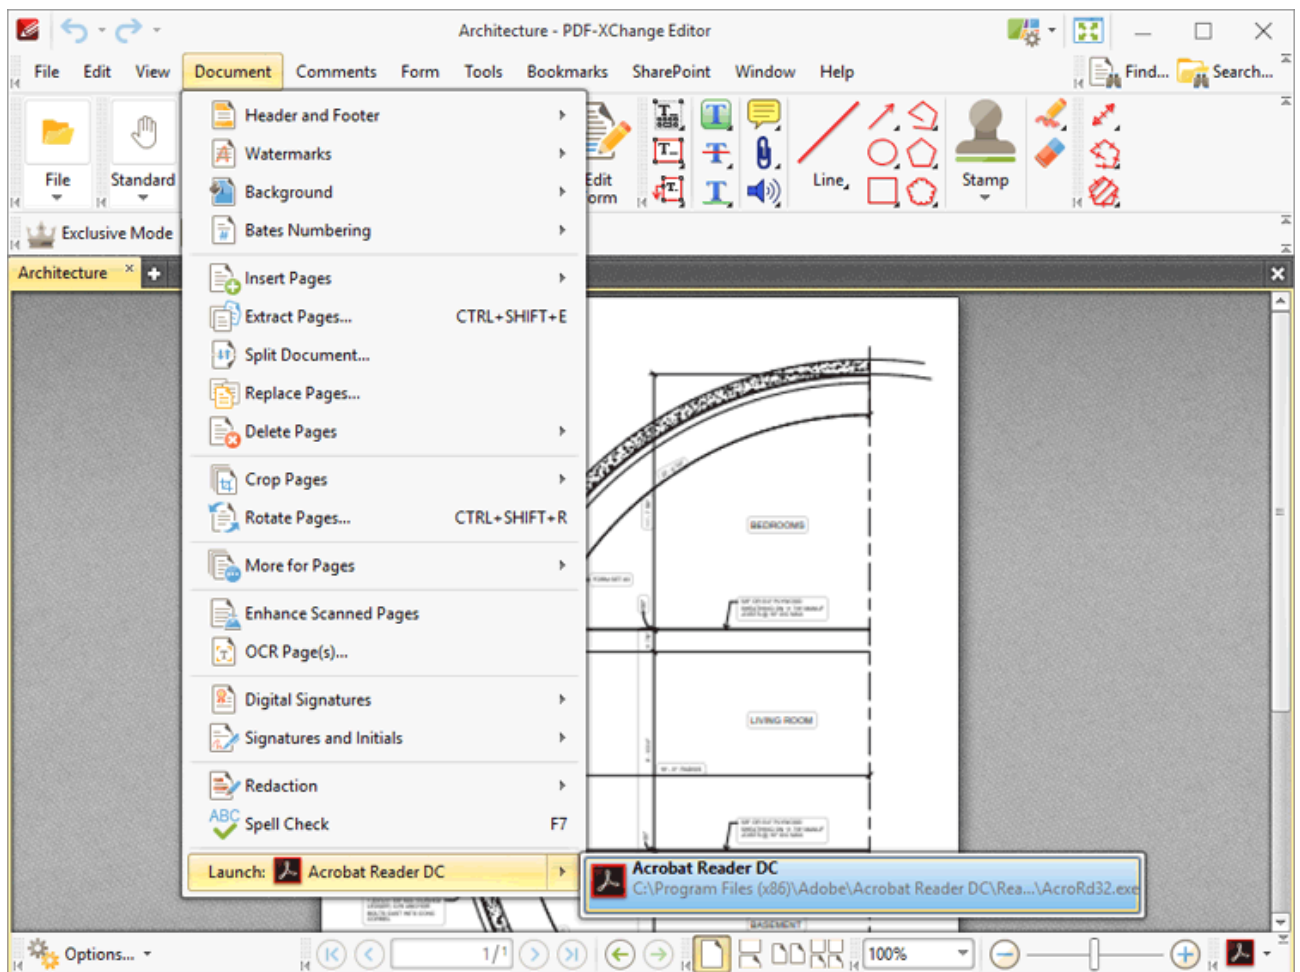 Architecture - PDF-XChange Editor
File Edit View Document Comments Form Tools Bookmarks SharePoint Window Help Find... Search...
File Standard Edit Line Stamp
Exclusive Mode
Architecture
Header and Footer
Watermarks
Background
Bates Numbering
Insert Pages
Extract Pages... CTRL+SHIFT+E
Split Document...
Replace Pages...
Delete Pages
Crop Pages
Rotate Pages... CTRL+SHIFT+R
More for Pages
Enhance Scanned Pages
OCR Page(s)...
Digital Signatures
Signatures and Initials
Redaction
ABC Spell Check F7
Launch: Acrobat Reader DC
Acrobat Reader DC
C:\Program Files (x86)\Adobe\Acrobat Reader DC\Rea...\AcroRd32.exe
BEDROOMS
LIVING ROOM
BASEMENT
Options... 1/1 100%